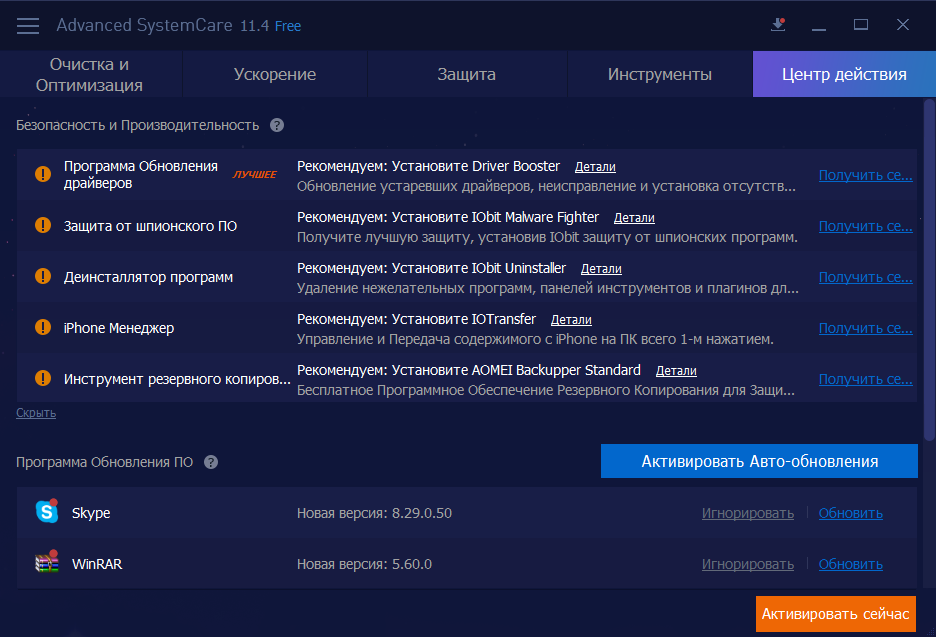 Advanced SystemCare 11.4 Free
Очистка и
Оптимизация
Ускорение
Защита
Инструменты
Центр действия
Безопасность и Производительность ?
Программа Обновления
драйверов
ЛУЧШЕЕ
Рекомендуем: Установите Driver Booster Детали
Обновление устаревших драйверов, неисправление и установка отсутств...
Получить се...
Защита от шпионского ПО
Рекомендуем: Установите IObit Malware Fighter Детали
Получите лучшую защиту, установив IObit защиту от шпионских программ.
Получить се...
Деинсталлятор программ
Рекомендуем: Установите IObit Uninstaller Детали
Удаление нежелательных программ, панелей инструментов и плагинов дл...
Получить се...
iPhone Менеджер
Рекомендуем: Установите IOTransfer Детали
Управление и Передача содержимого с iPhone на ПК всего 1-м нажатием.
Получить се...
Инструмент резервного копиров...
Рекомендуем: Установите AOMEI Backupper Standard Детали
Бесплатное Программное Обеспечение Резервного Копирования для Защи...
Получить се...
Скрыть
Программа Обновления ПО ?
Активировать Авто-обновления
Skype
Новая версия: 8.29.0.50
Игнорировать
Обновить
WinRAR
Новая версия: 5.60.0
Игнорировать
Обновить
Активировать сейчас